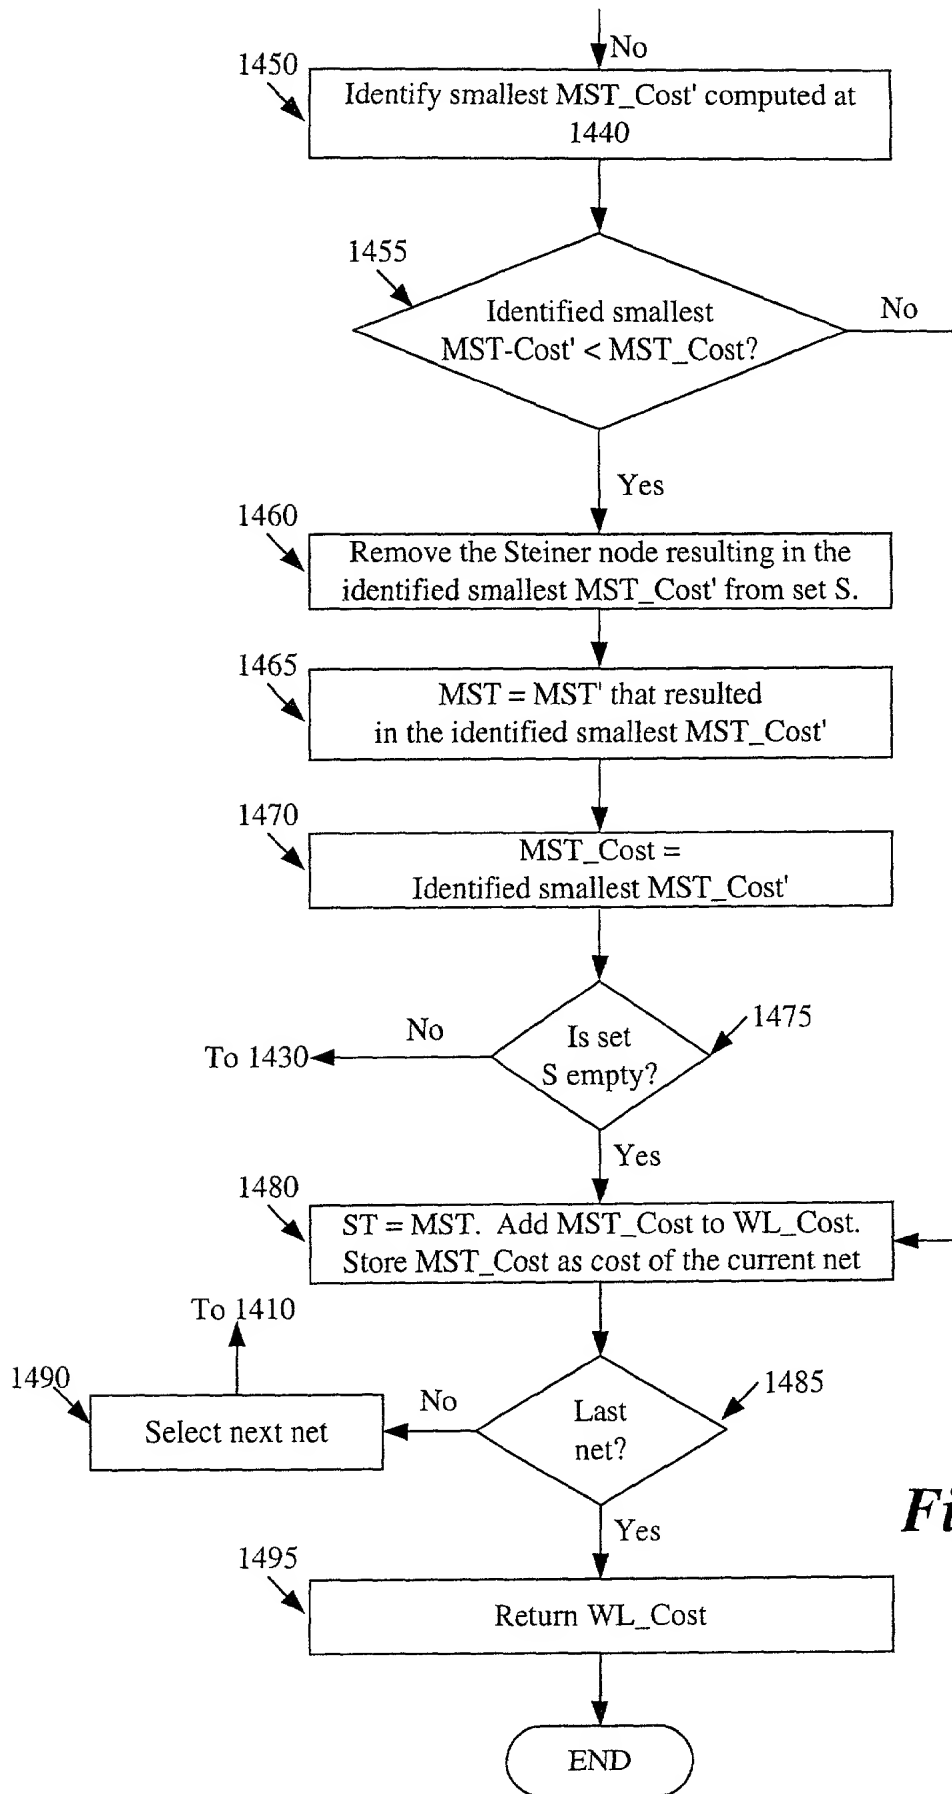 No
1450
Identify smallest MST_Cost' computed at
1440
1455
Identified smallest
MST-Cost' < MST_Cost?
No
Yes
1460
Remove the Steiner node resulting in the
identified smallest MST_Cost' from set S.
1465
MST = MST' that resulted
in the identified smallest MST_Cost'
1470
MST_Cost =
Identified smallest MST_Cost'
1475
Is set
S empty?
No
To 1430
Yes
1480
ST = MST. Add MST_Cost to WL_Cost.
Store MST_Cost as cost of the current net
To 1410
1490
Select next net
No
1485
Last
net?
Fi
Yes
1495
Return WL_Cost
END